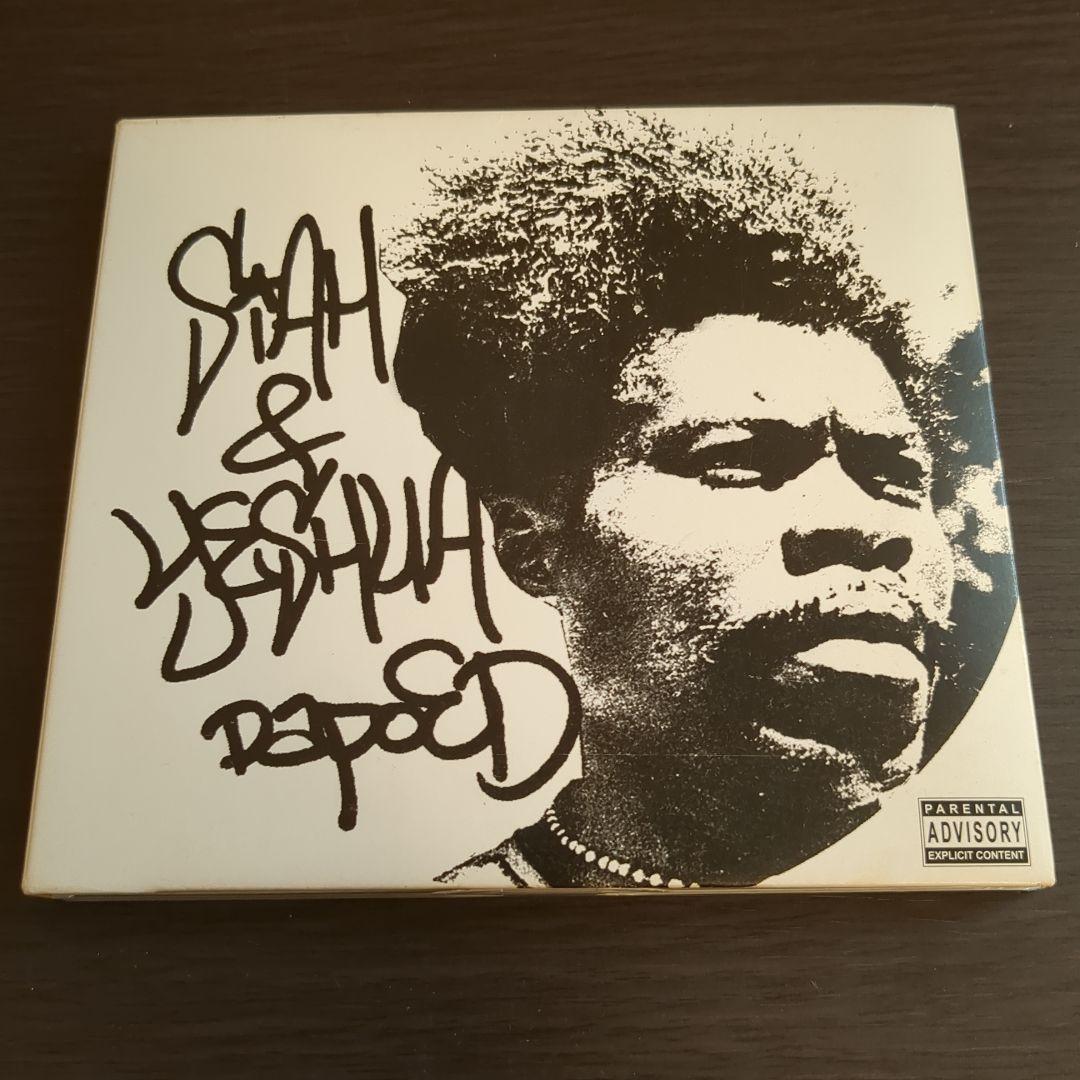 SIAH
&
YESHUA
DAPOED
PARENTAL
ADVISORY
EXPLICIT CONTENT